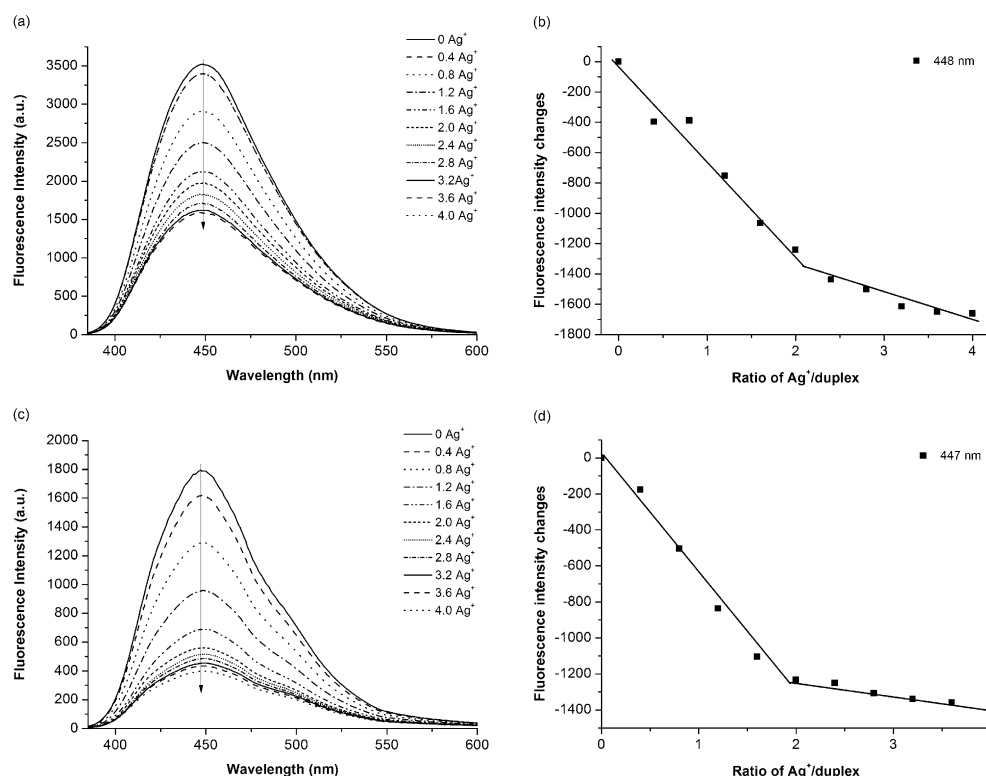 (a)
Fluorescence Intensity (a.u.)
3500
3000
2500
2000
1500
1000
500
0
400
450
500
550
600
Wavelength (nm)
0 Ag⁺
0.4 Ag⁺
0.8 Ag⁺
1.2 Ag⁺
1.6 Ag⁺
2.0 Ag⁺
2.4 Ag⁺
2.8 Ag⁺
3.2Ag⁺
3.6 Ag⁺
4.0 Ag⁺
(b)
Fluorescence intensity changes
0
-200
-400
-600
-800
-1000
-1200
-1400
-1600
-1800
0
1
2
3
4
Ratio of Ag⁺/duplex
448 nm
(c)
Fluorescence Intensity (a.u.)
2000
1800
1600
1400
1200
1000
800
600
400
200
0
400
450
500
550
600
Wavelength (nm)
0 Ag⁺
0.4 Ag⁺
0.8 Ag⁺
1.2 Ag⁺
1.6 Ag⁺
2.0 Ag⁺
2.4 Ag⁺
2.8 Ag⁺
3.2 Ag⁺
3.6 Ag⁺
4.0 Ag⁺
(d)
Fluorescence intensity changes
0
-200
-400
-600
-800
-1000
-1200
-1400
0
1
2
3
Ratio of Ag⁺/duplex
447 nm